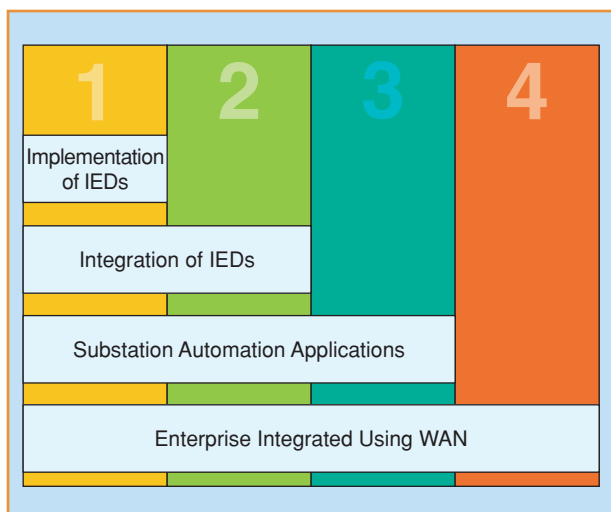 1 2 3 4
Implementation
of IEDs
Integration of IEDs
Substation Automation Applications
Enterprise Integrated Using WAN